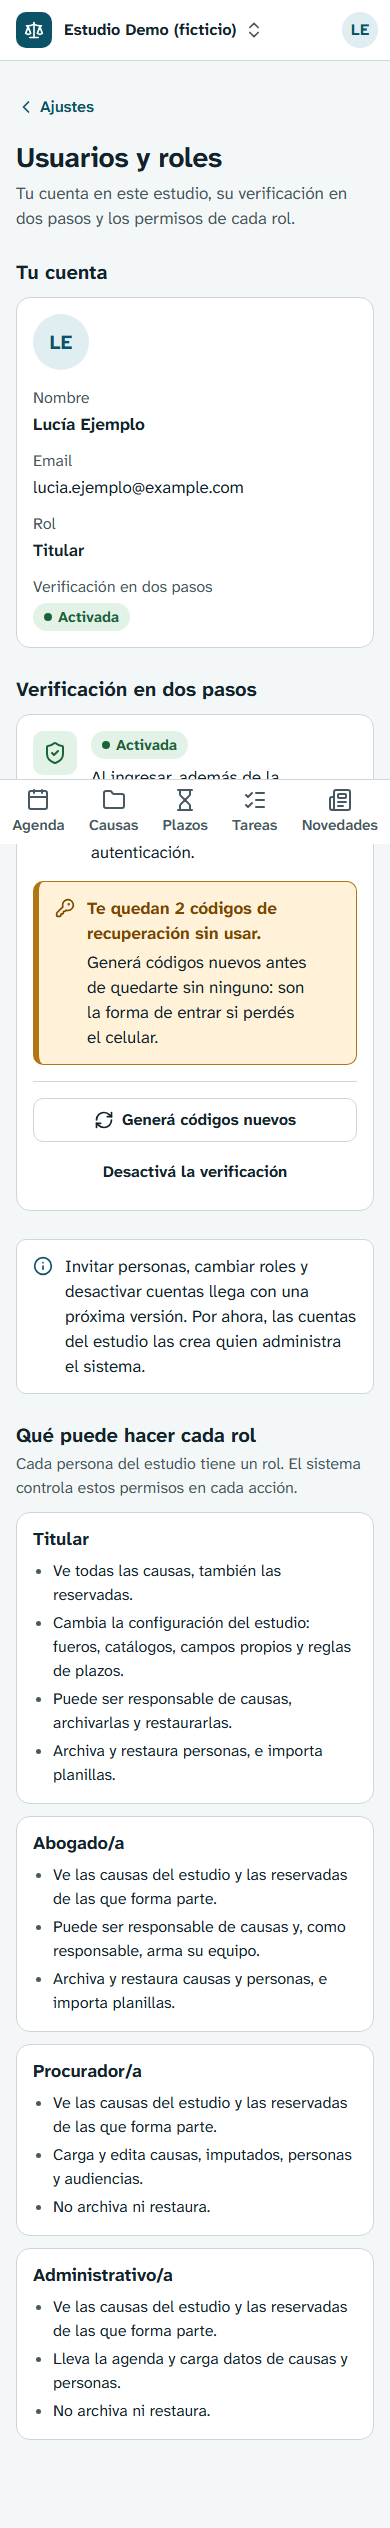 Estudio Demo (ficticio)
LE
Ajustes
Usuarios y roles
Tu cuenta en este estudio, su verificación en
dos pasos y los permisos de cada rol.
Tu cuenta
LE
Nombre
Lucía Ejemplo
Email
lucia.ejemplo@example.com
Rol
Titular
Verificación en dos pasos
Activada
Verificación en dos pasos
Activada
Al ingresar, además de la
Agenda
Causas
Plazos
Tareas
Novedades
autenticación.
Te quedan 2 códigos de
recuperación sin usar.
Generá códigos nuevos antes
de quedarte sin ninguno: son
la forma de entrar si perdés
el celular.
Generá códigos nuevos
Desactivá la verificación
Invitar personas, cambiar roles y
desactivar cuentas llega con una
próxima versión. Por ahora, las cuentas
del estudio las crea quien administra
el sistema.
Qué puede hacer cada rol
Cada persona del estudio tiene un rol. El sistema
controla estos permisos en cada acción.
Titular
• Ve todas las causas, también las
reservadas.
• Cambia la configuración del estudio:
fueros, catálogos, campos propios y reglas
de plazos.
• Puede ser responsable de causas,
archivarlas y restaurarlas.
• Archiva y restaura personas, e importa
planillas.
Abogado/a
• Ve las causas del estudio y las reservadas
de las que forma parte.
• Puede ser responsable de causas y, como
responsable, arma su equipo.
• Archiva y restaura causas y personas, e
importa planillas.
Procurador/a
• Ve las causas del estudio y las reservadas
de las que forma parte.
• Carga y edita causas, imputados, personas
y audiencias.
• No archiva ni restaura.
Administrativo/a
• Ve las causas del estudio y las reservadas
de las que forma parte.
• Lleva la agenda y carga datos de causas y
personas.
• No archiva ni restaura.